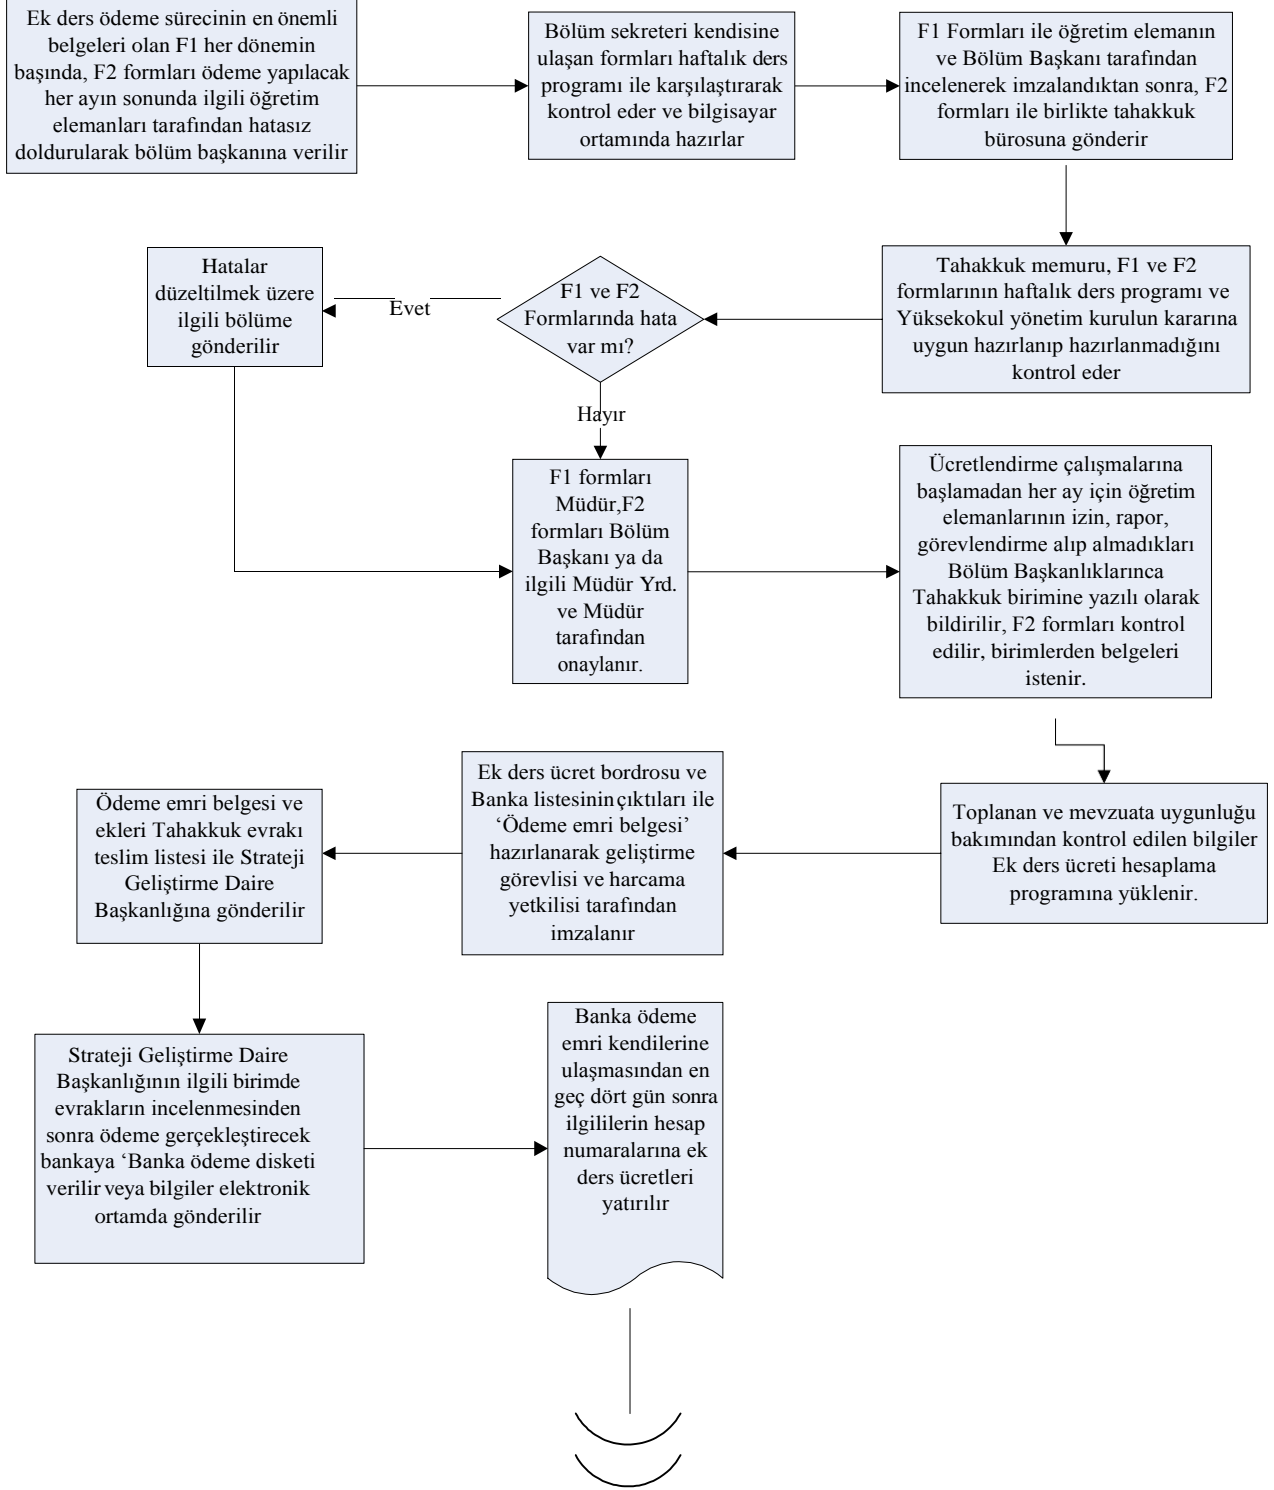 Ek ders ödeme sürecinin en önemli
belgeleri olan F1 her dönemin
başında, F2 formları ödeme yapılacak
her ayın sonunda ilgili öğretim
elemanları tarafından hatasız
doldurularak bölüm başkanına verilir
Bölüm sekreteri kendisine
ulaşan formları haftalık ders
programı ile karşılaştırarak
kontrol eder ve bilgisayar
ortamında hazırlar
F1 Formları ile öğretim elemanın
ve Bölüm Başkanı tarafından
incelenerek imzalandıktan sonra, F2
formları ile birlikte tahakkuk
bürosuna gönderir
Tahakkuk memuru, F1 ve F2
formlarının haftalık ders programı ve
Yüksekokul yönetim kurulun kararına
uygun hazırlanıp hazırlanmadığını
kontrol eder
F1 ve F2
Formlarında hata
var mı?
Evet
Hatalar
düzeltilmek üzere
ilgili bölüme
gönderilir
Hayır
F1 formları
Müdür,F2
formları Bölüm
Başkanı ya da
ilgili Müdür Yrd.
ve Müdür
tarafından
onaylanır.
Ücretlendirme çalışmalarına
başlamadan her ay için öğretim
elemanlarının izin, rapor,
görevlendirme alıp almadıkları
Bölüm Başkanlıklarınca
Tahakkuk birimine yazılı olarak
bildirilir, F2 formları kontrol
edilir, birimlerden belgeleri
istenir.
Toplanan ve mevzuata uygunluğu
bakımından kontrol edilen bilgiler
Ek ders ücreti hesaplama
programına yüklenir.
Ek ders ücret bordrosu ve
Banka listesinin çıktıları ile
‘Ödeme emri belgesi’
hazırlanarak geliştirme
görevlisi ve harcama
yetkilisi tarafından
imzalanır
Ödeme emri belgesi ve
ekleri Tahakkuk evrakı
teslim listesi ile Strateji
Geliştirme Daire
Başkanlığına gönderilir
Strateji Geliştirme Daire
Başkanlığının ilgili birimde
evrakların incelenmesinden
sonra ödeme gerçekleştirecek
bankaya ‘Banka ödeme disketi
verilir veya bilgiler elektronik
ortamda gönderilir
Banka ödeme
emri kendilerine
ulaşmasından en
geç dört gün sonra
ilgililerin hesap
numaralarına ek
ders ücretleri
yatırılır